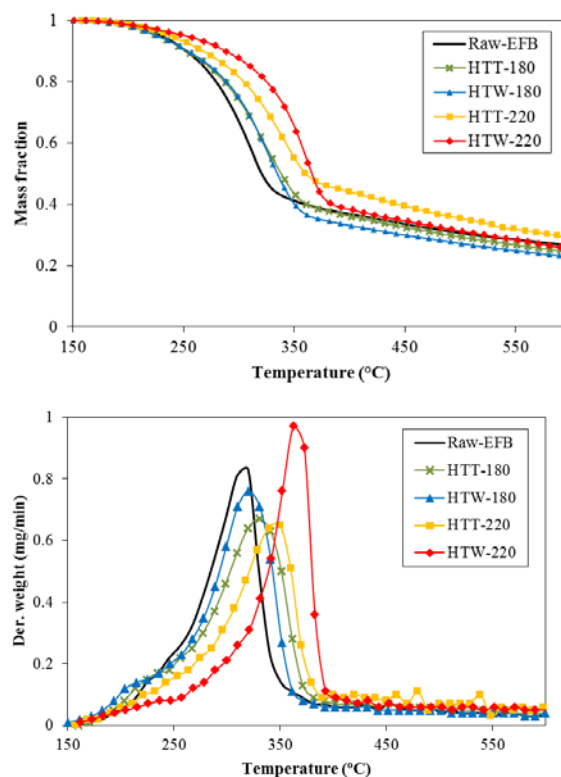 1
0.8
0.6
0.4
0.2
0
Mass fraction
Raw-EFB
HTT-180
HTW-180
HTT-220
HTW-220
150 250 350 450 550
Temperature (°C)
1
0.8
0.6
0.4
0.2
0
Der. weight (mg/min)
Raw-EFB
HTT-180
HTW-180
HTT-220
HTW-220
150 250 350 450 550
Temperature (°C)